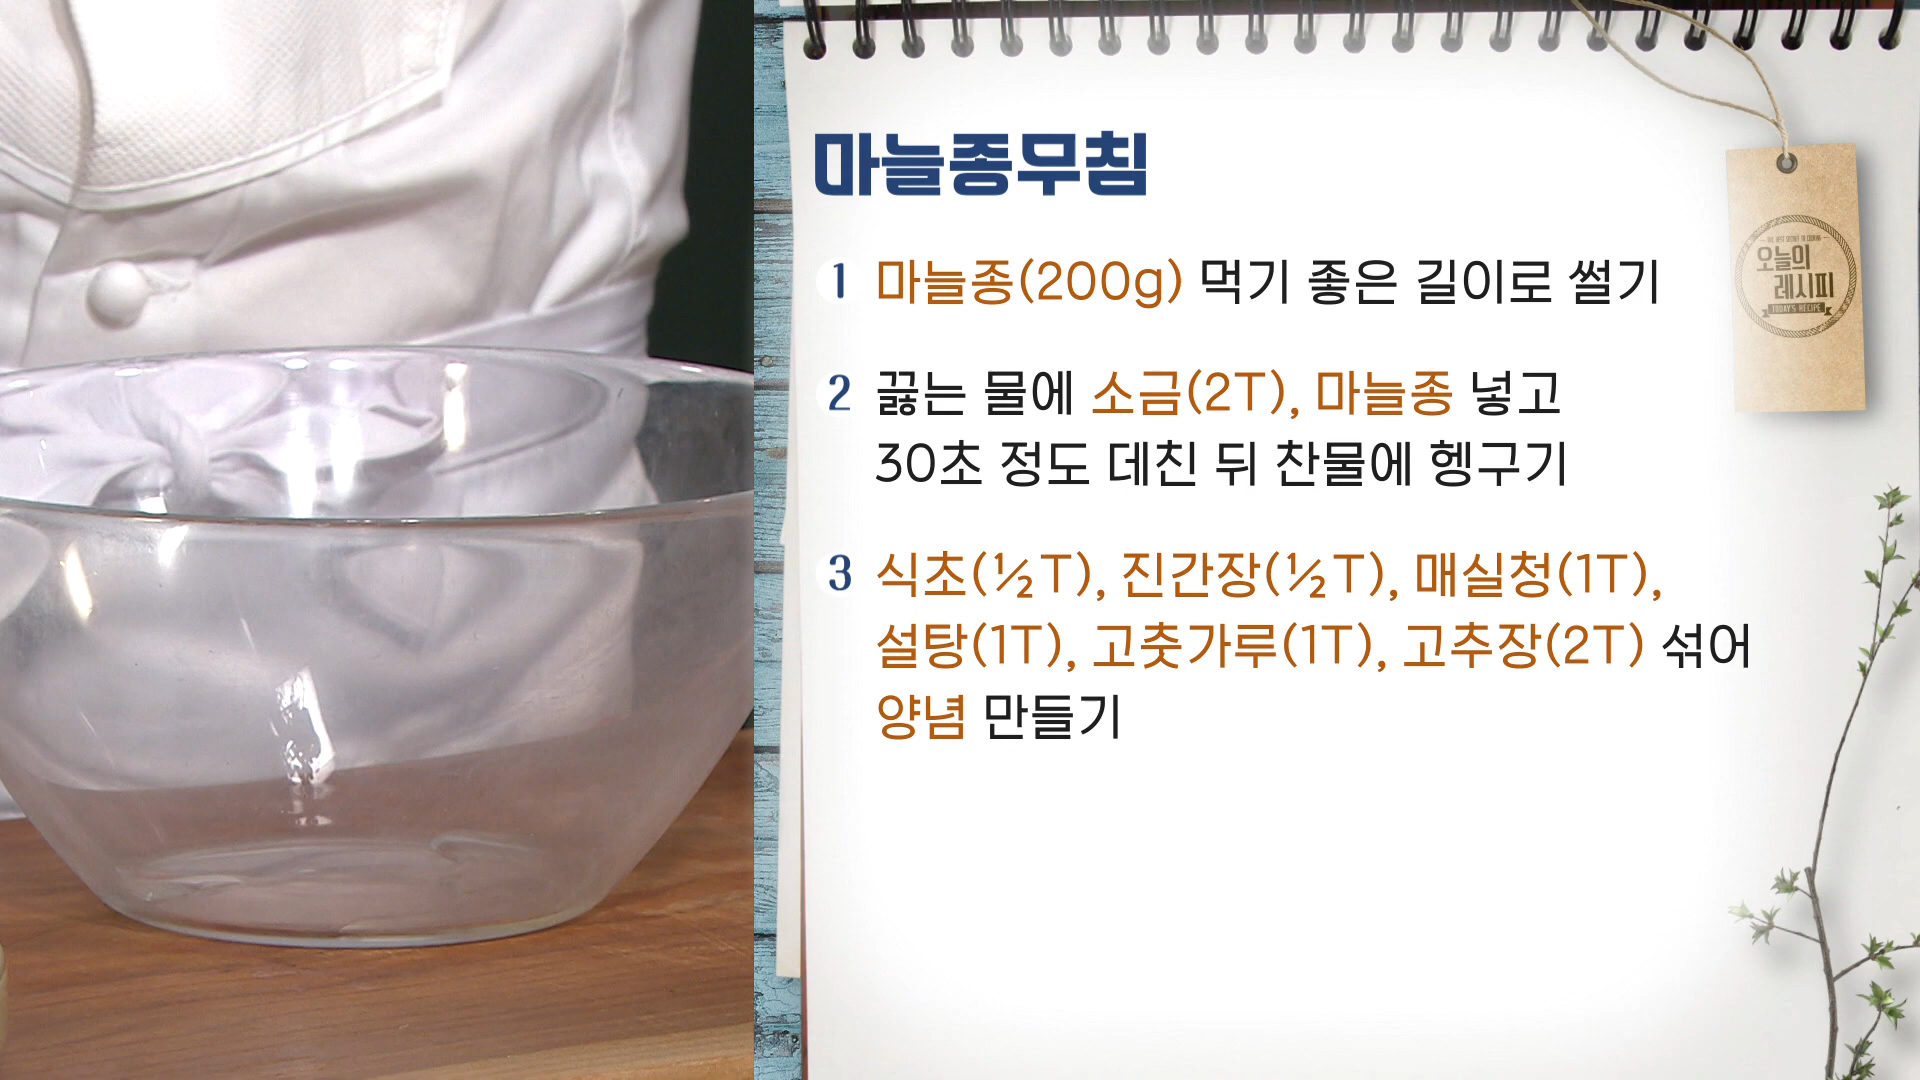 마늘종무침
1 마늘종(200g) 먹기 좋은 길이로 썰기
2 끓는 물에 소금(2T), 마늘종 넣고
30초 정도 데친 뒤 찬물에 헹구기
3 식초(½T), 진간장(½T), 매실청(1T),
설탕(1T), 고춧가루(1T), 고추장(2T) 섞어
양념 만들기
오늘의
레시피
TODAY'S RECIPE